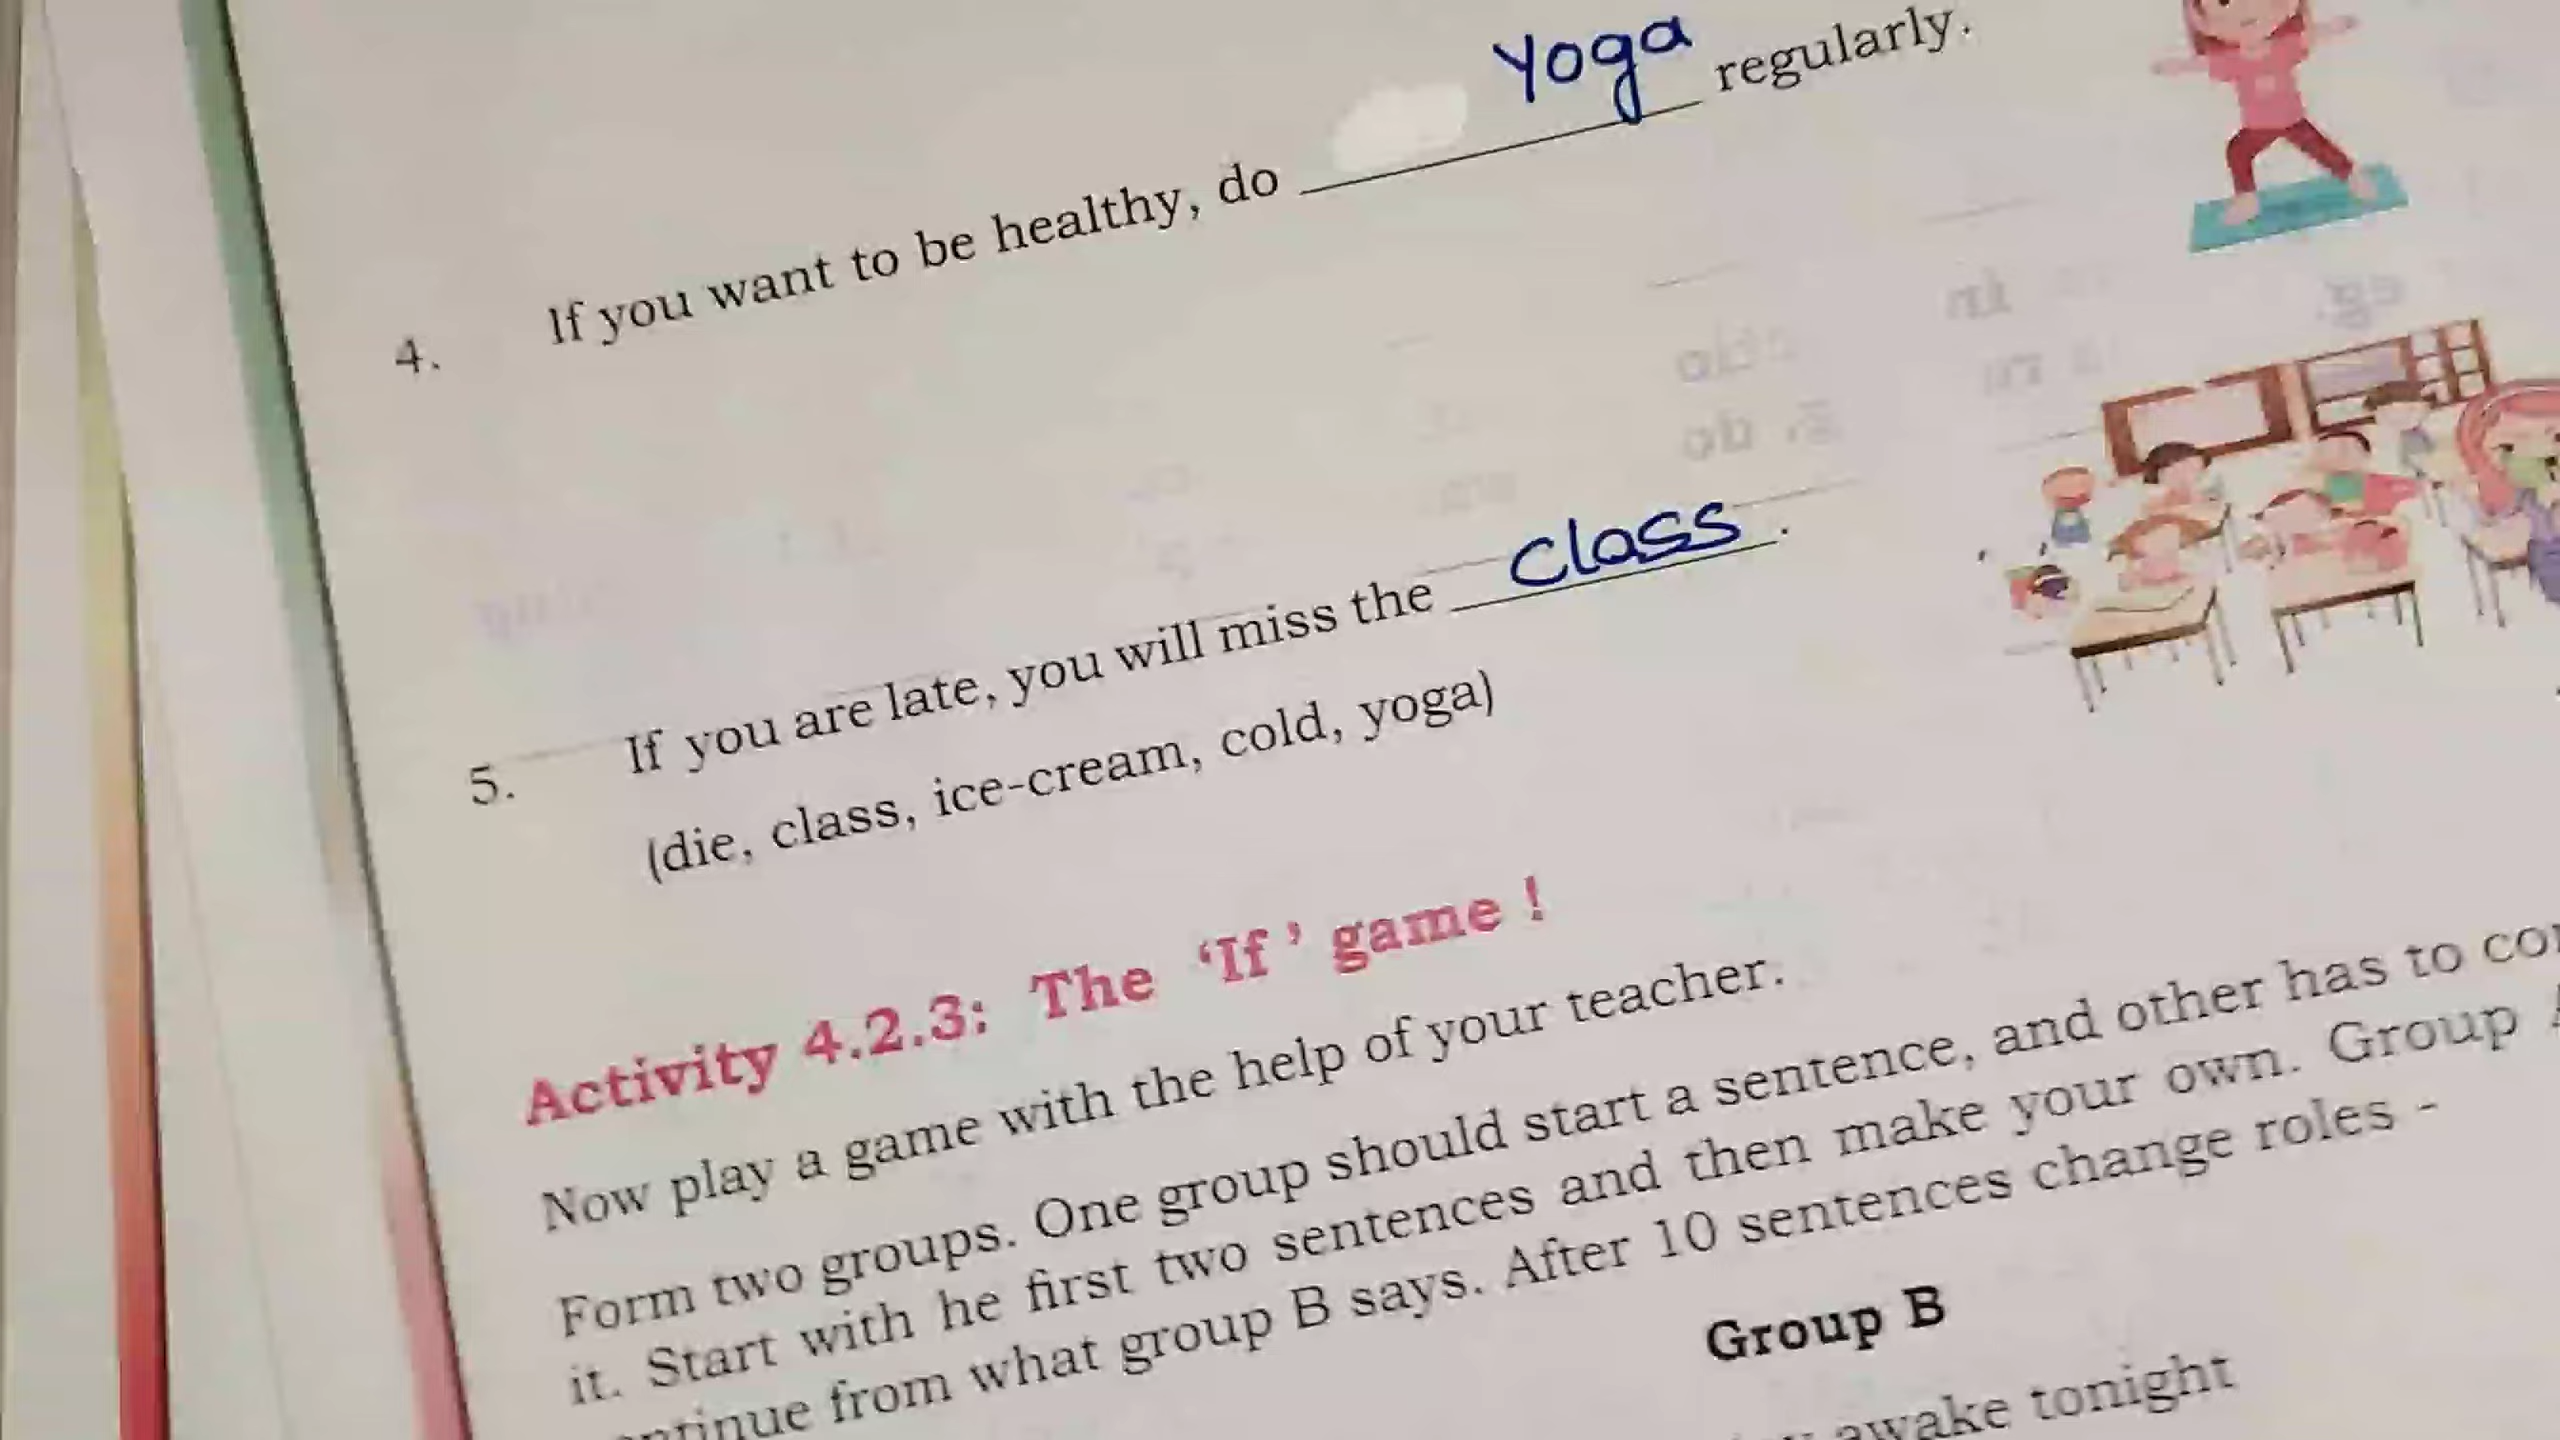 4. If you want to be healthy, do Yoga regularly.
5. If you are late, you will miss the class.
(die, class, ice-cream, cold, yoga)
Activity 4.2.3: The ‘If’ game !
Now play a game with the help of your teacher.
Form two groups. One group should start a sentence, and other has to
it. Start with he first two sentences and then make your own. Group
from what group B says. After 10 sentences change roles -
Group B
awake tonight